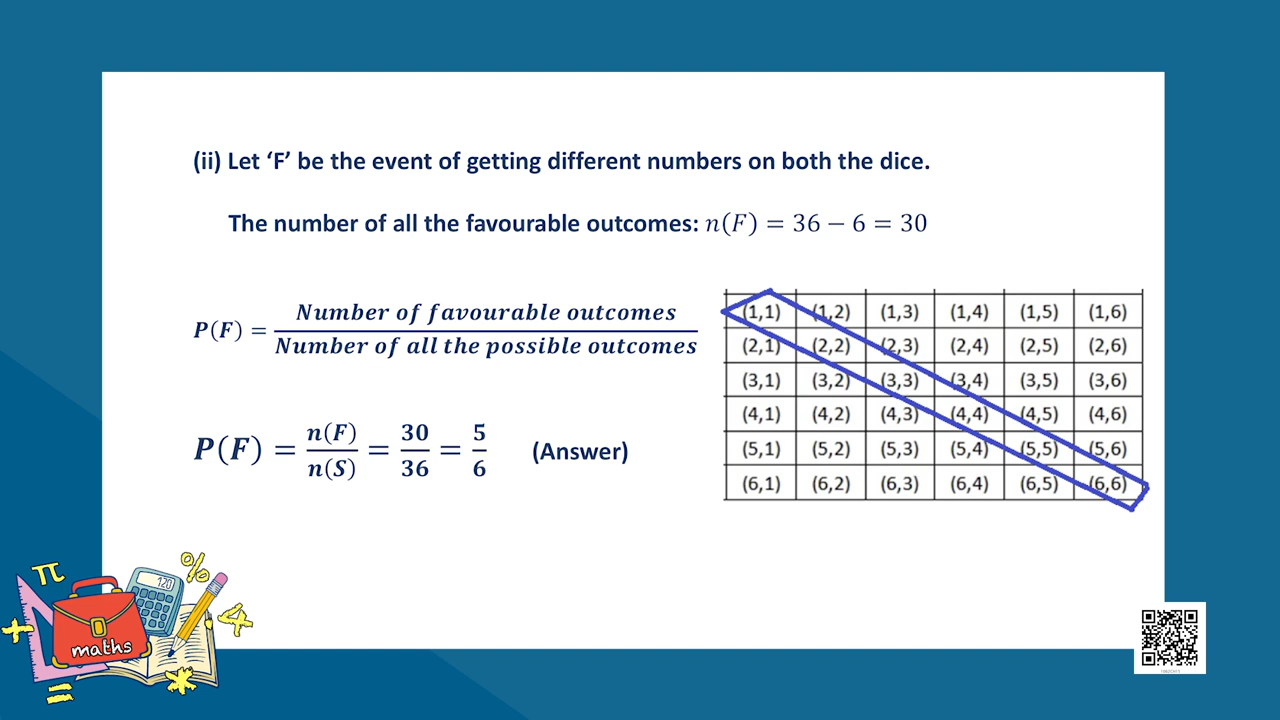 (ii) Let ‘F’ be the event of getting different numbers on both the dice.
The number of all the favourable outcomes: n(F) = 36 − 6 = 30
P(F) = Number of favourable outcomes / Number of all the possible outcomes
P(F) = n(F)/n(S) = 30/36 = 5/6 (Answer)
(1,1) (1,2) (1,3) (1,4) (1,5) (1,6)
(2,1) (2,2) (2,3) (2,4) (2,5) (2,6)
(3,1) (3,2) (3,3) (3,4) (3,5) (3,6)
(4,1) (4,2) (4,3) (4,4) (4,5) (4,6)
(5,1) (5,2) (5,3) (5,4) (5,5) (5,6)
(6,1) (6,2) (6,3) (6,4) (6,5) (6,6)
π
%
120
+
maths
=